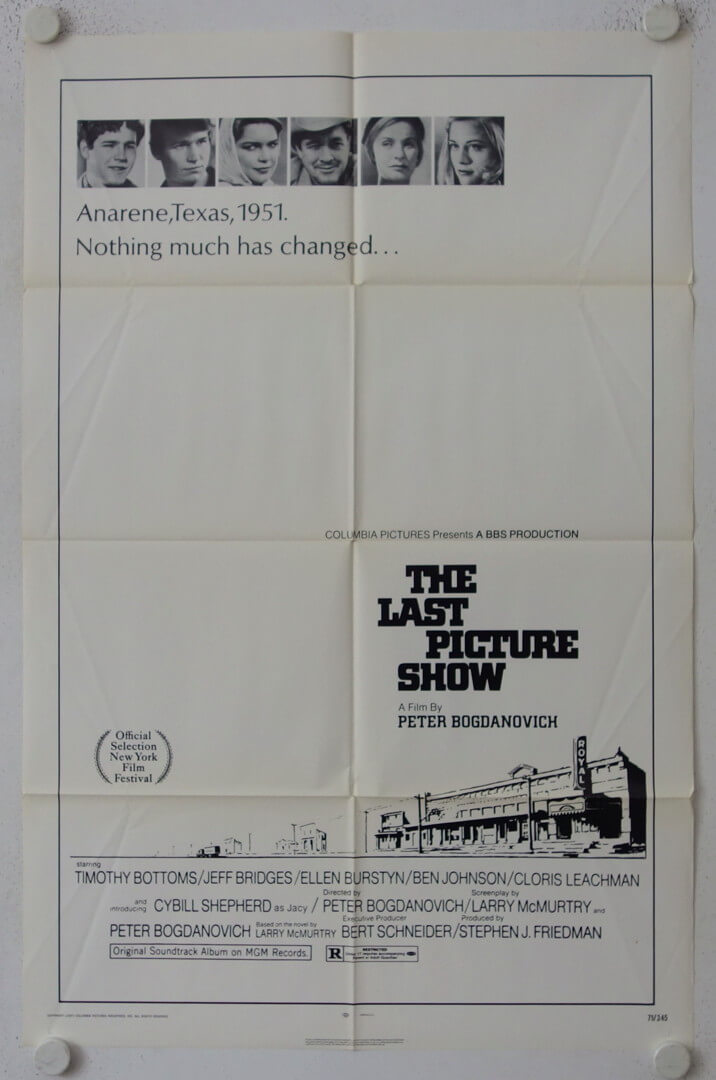 Anarene,Texas,1951.
Nothing much has changed...
COLUMBIA PICTURES Presents A BBS PRODUCTION
THE
LAST
PICTURE
SHOW
A Film By
PETER BOGDANOVICH
ROYAL
Official
Selection
New York
Film
Festival
starring
TIMOTHY BOTTOMS/JEFF BRIDGES/ELLEN BURSTYN/BEN JOHNSON/CLORIS LEACHMAN
and introducing CYBILL SHEPHERD as Jacy / Directed by PETER BOGDANOVICH / Screenplay by LARRY McMURTRY and
PETER BOGDANOVICH Based on the novel by LARRY McMURTRY Executive Producer BERT SCHNEIDER / Produced by STEPHEN J. FRIEDMAN
Original Soundtrack Album on MGM Records.
R RESTRICTED
71/345